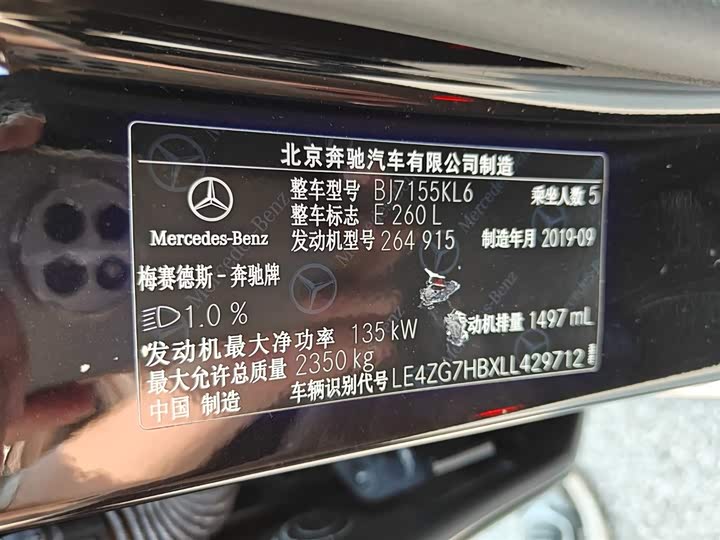 北京奔驰汽车有限公司制造
整车型号 BJ7155KL6 乘坐人数 5
整车标志 E 260 L
发动机型号 264 915 制造年月 2019-09
Mercedes-Benz
梅赛德斯 - 奔驰牌
1.0 %
发动机最大净功率 135 kW 动机排量 1497 mL
最大允许总质量 2350 kg
中国 制造 车辆识别代号 LE4ZG7HBXLL429712